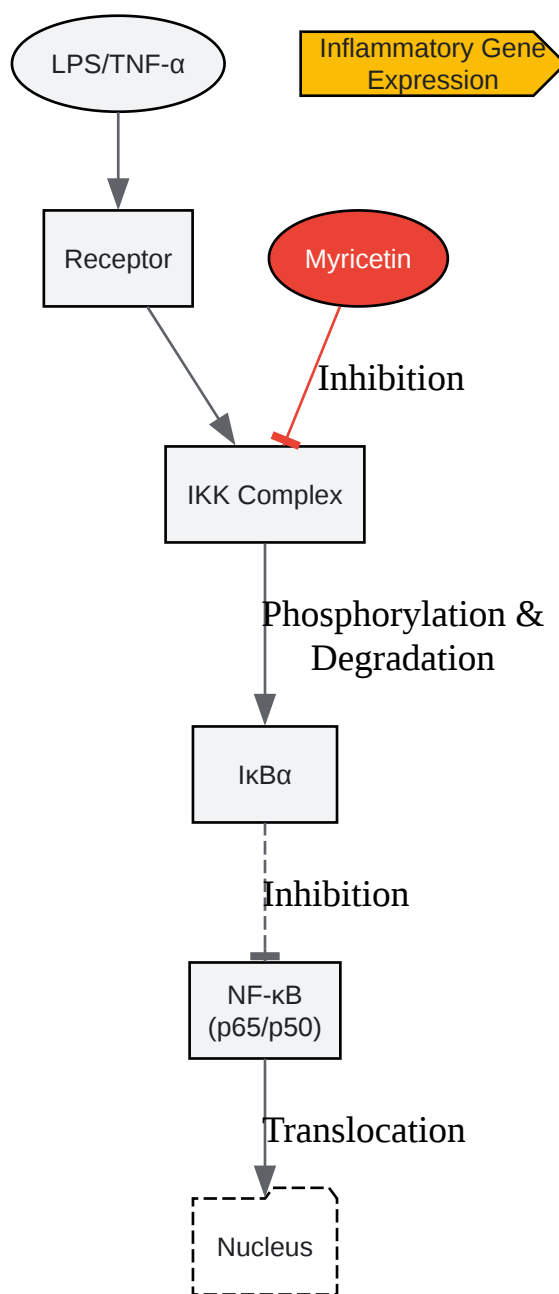 LPS/TNF-α
Inflammatory Gene
Expression
Receptor
Myricetin
Inhibition
IKK Complex
Phosphorylation &
Degradation
IκBα
Inhibition
NF-κB
(p65/p50)
Translocation
Nucleus